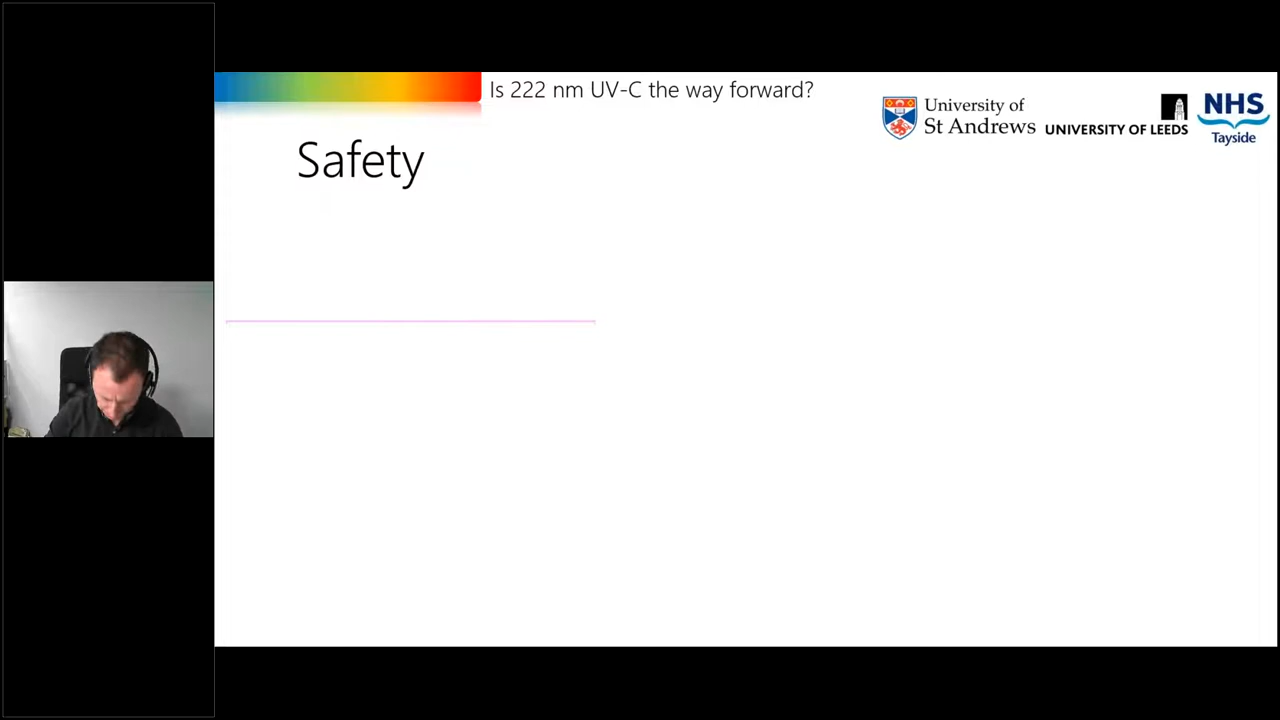 Is 222 nm UV-C the way forward?
University of
St Andrews
UNIVERSITY OF LEEDS
NHS
Tayside
Safety